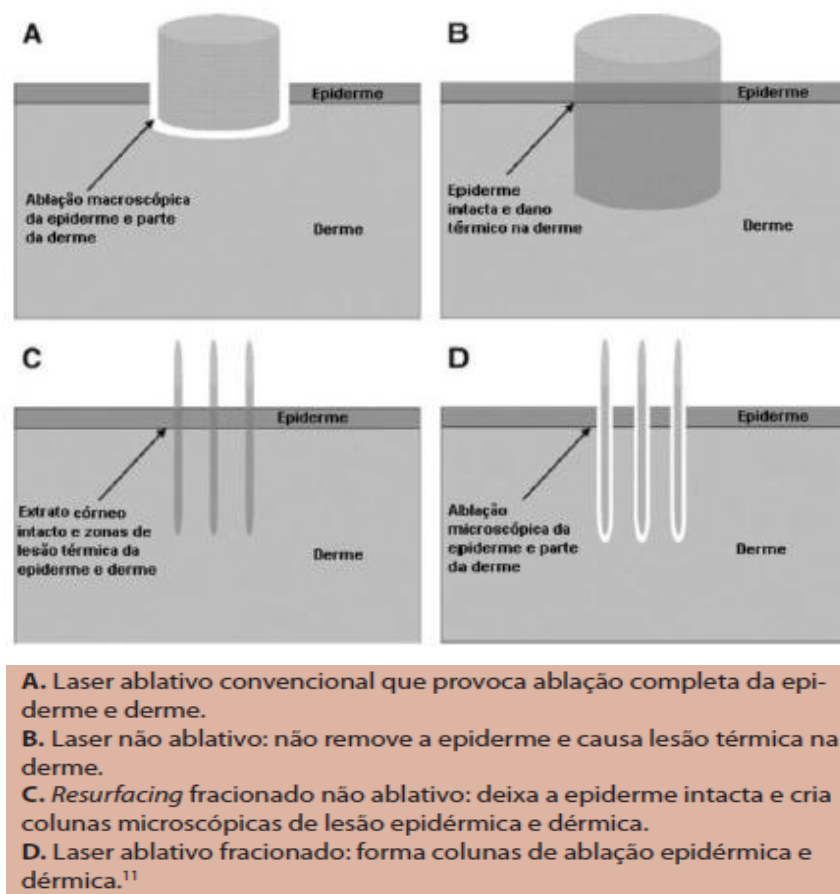 A
Epiderme
Ablação macroscópica
da epiderme e parte
da derme
Derme
B
Epiderme
Epiderme
intacta e dano
térmico na derme
Derme
C
Epiderme
Extrato córneo
intacto e zonas de
lesão térmica da
epiderme e derme
Derme
D
Epiderme
Ablação
microscópica da
epiderme e parte
da derme
Derme
A. Laser ablativo convencional que provoca ablação completa da epi-
derme e derme.
B. Laser não ablativo: não remove a epiderme e causa lesão térmica na
derme.
C. Resurfacing fracionado não ablativo: deixa a epiderme intacta e cria
colunas microscópicas de lesão epidérmica e dérmica.
D. Laser ablativo fracionado: forma colunas de ablação epidérmica e
dérmica.¹¹